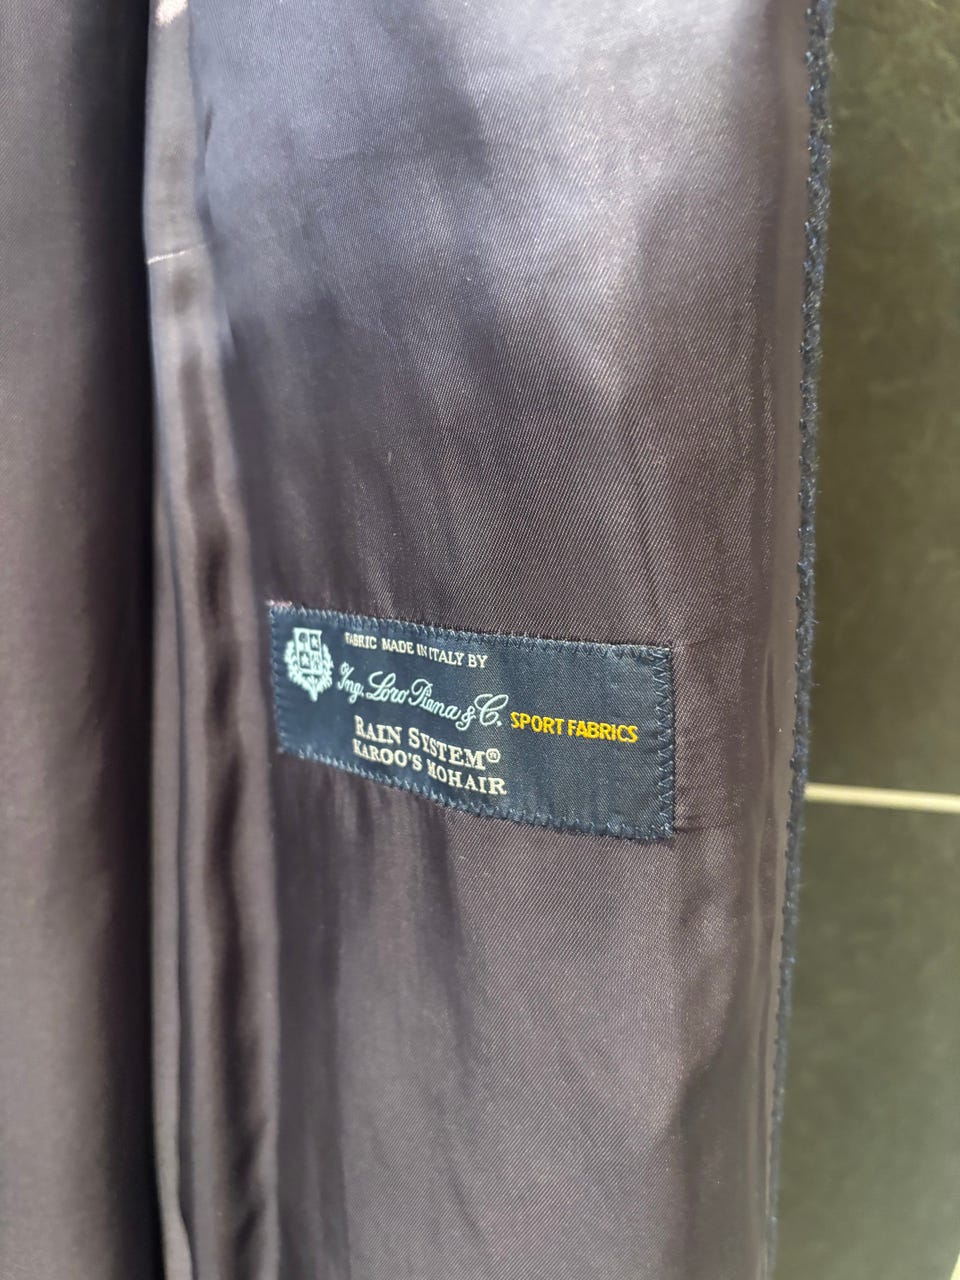 FABRIC MADE IN ITALY BY
Ing. Loro Piana & C. SPORT FABRICS
RAIN SYSTEM®
KAROO'S MOHAIR